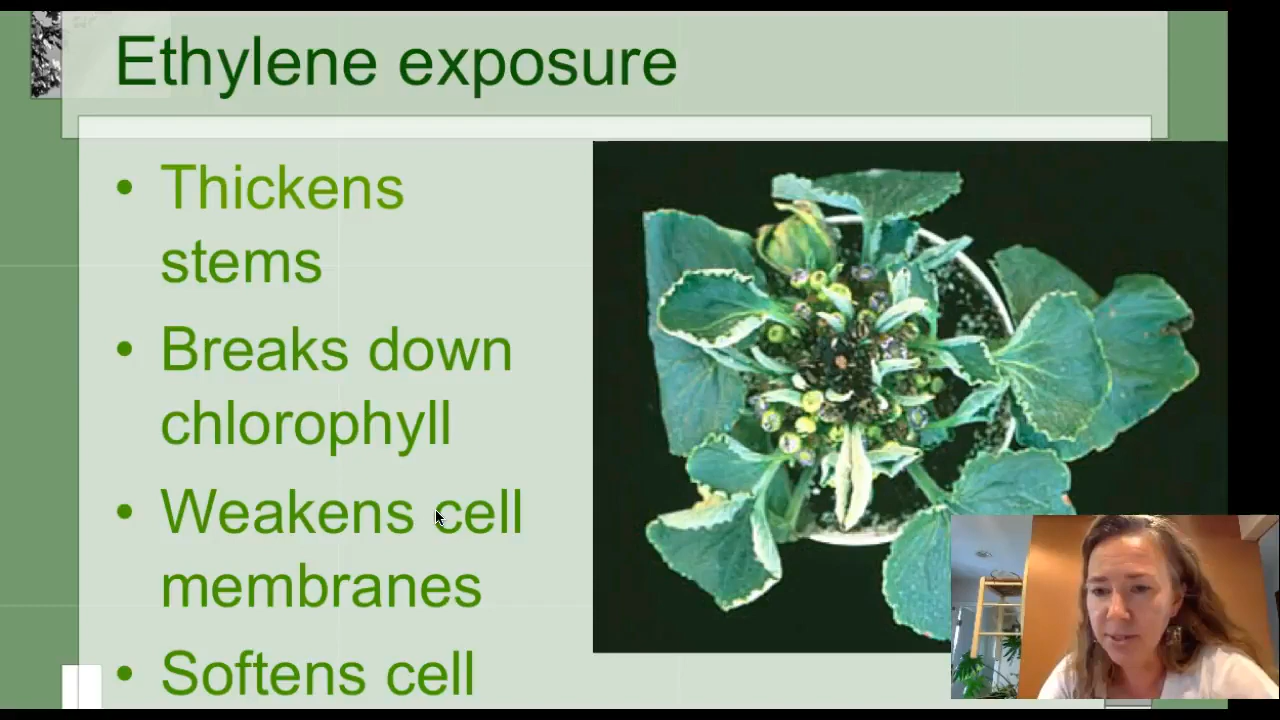 Ethylene exposure
• Thickens
stems
• Breaks down
chlorophyll
• Weakens cell
membranes
• Softens cell